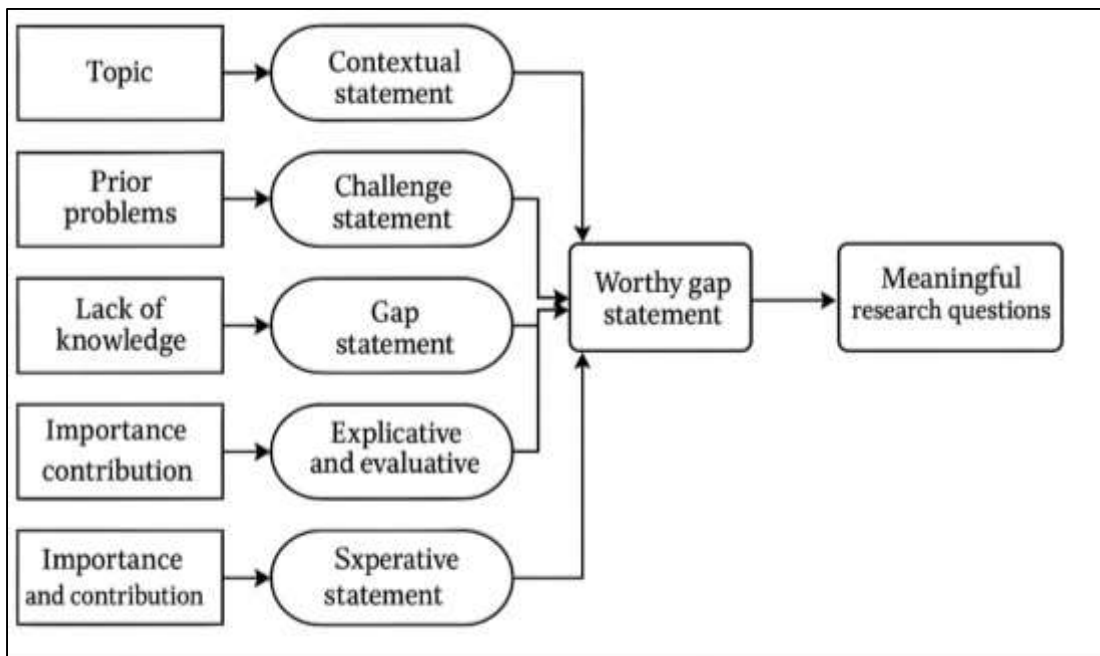 Topic
Contextual
statement
Prior
problems
Challenge
statement
Lack of
knowledge
Gap
statement
Importance
contribution
Explicative
and evaluative
Importance
and contribution
Sxperative
statement
Worthy gap
statement
Meaningful
research questions